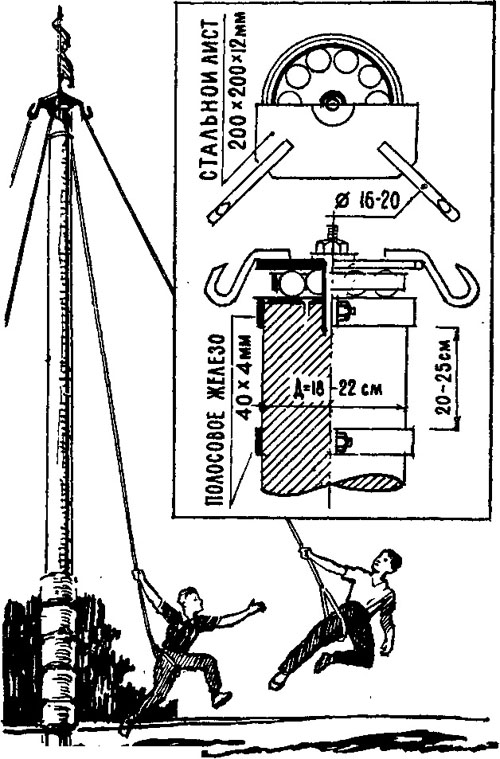 СТАЛЬНОЙ ЛИСТ
200×200×12мм
Ø 16-20
ПОЛОСОВОЕ ЖЕЛЕЗО
40×4мм
Д=18-22 см
20-25см